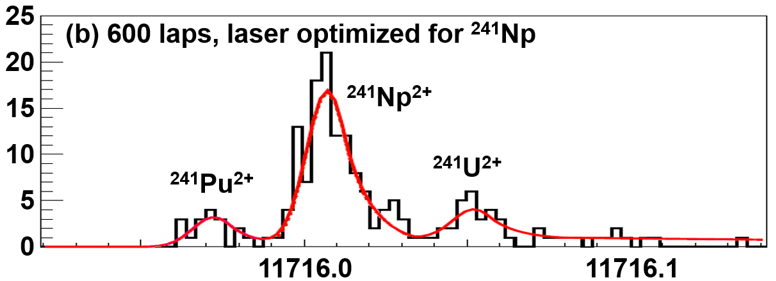 25
(b) 600 laps, laser optimized for ²⁴¹Np
20
²⁴¹Np²⁺
15
10
²⁴¹Pu²⁺
²⁴¹U²⁺
5
0
11716.0
11716.1